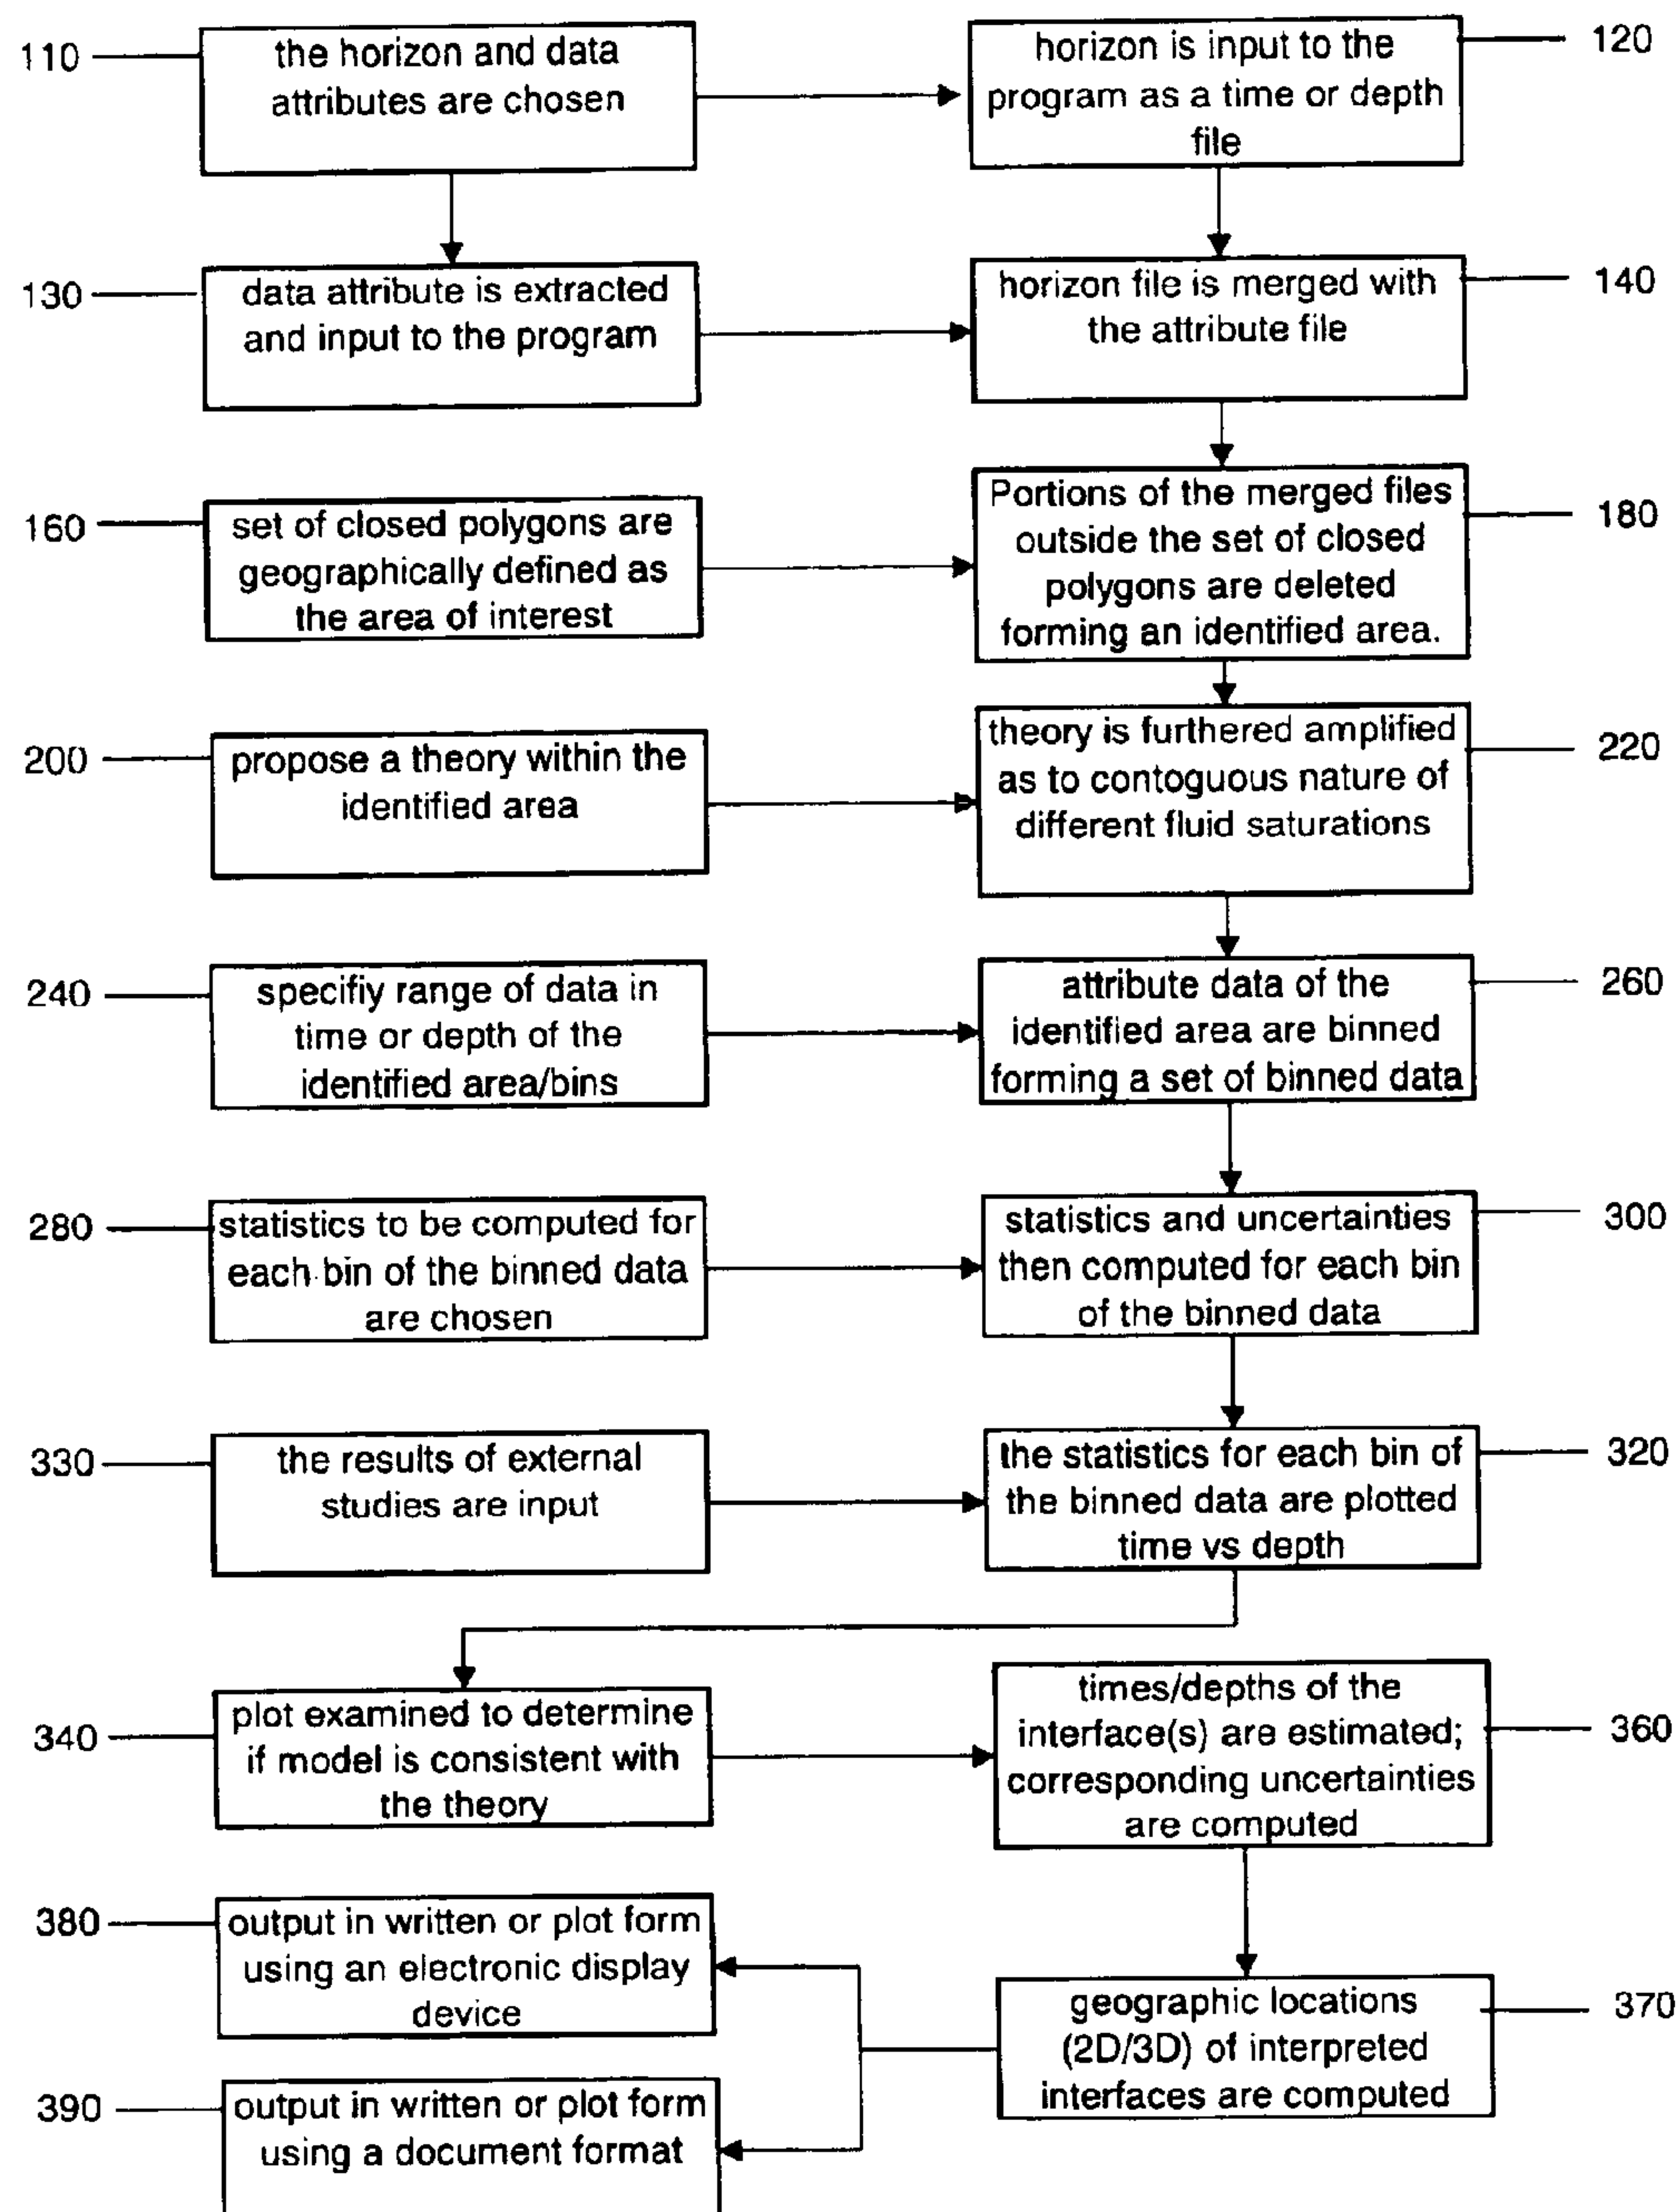 110
the horizon and data
attributes are chosen
horizon is input to the
program as a time or depth
file
120
130
data attribute is extracted
and input to the program
horizon file is merged with
the attribute file
140
160
set of closed polygons are
geographically defined as
the area of interest
Portions of the merged files
outside the set of closed
polygons are deleted
forming an identified area.
180
200
propose a theory within the
identified area
theory is furthered amplified
as to contoguous nature of
different fluid saturations
220
240
specifiy range of data in
time or depth of the
identified area/bins
attribute data of the
identified area are binned
forming a set of binned data
260
280
statistics to be computed for
each bin of the binned data
are chosen
statistics and uncertainties
then computed for each bin
of the binned data
300
330
the results of external
studies are input
the statistics for each bin of
the binned data are plotted
time vs depth
320
340
plot examined to determine
if model is consistent with
the theory
times/depths of the
interface(s) are estimated;
corresponding uncertainties
are computed
360
380
output in written or plot form
using an electronic display
device
geographic locations
(2D/3D) of interpreted
interfaces are computed
370
390
output in written or plot form
using a document format